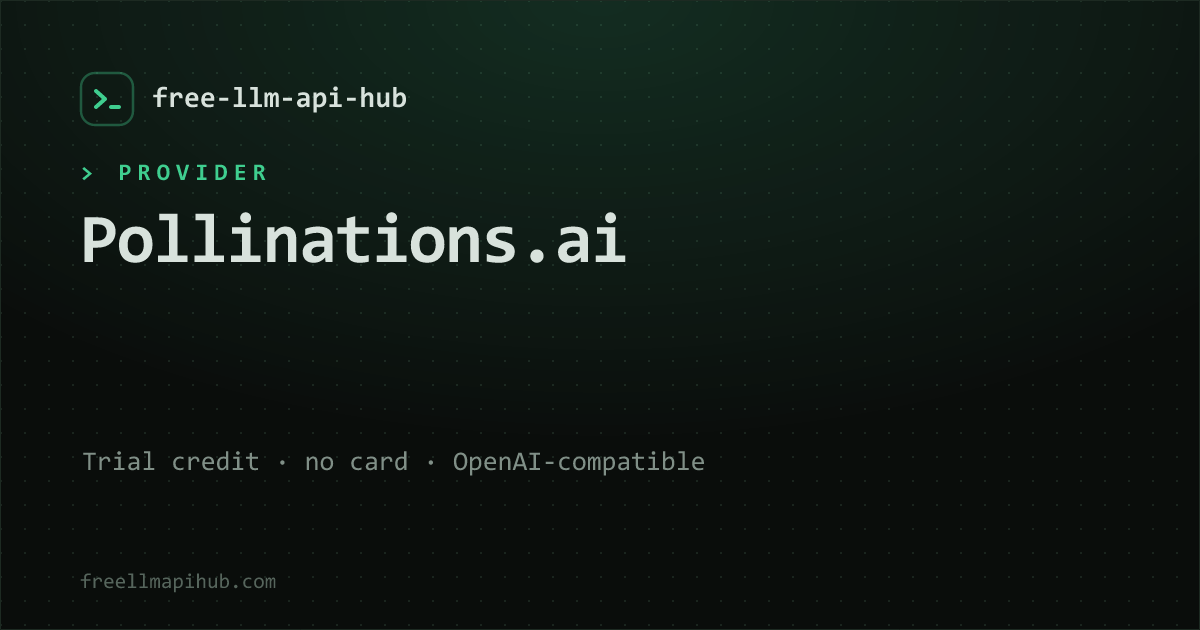 free-llm-api-hub
> PROVIDER
Pollinations.ai
Trial credit · no card · OpenAI-compatible
freellmapihub.com